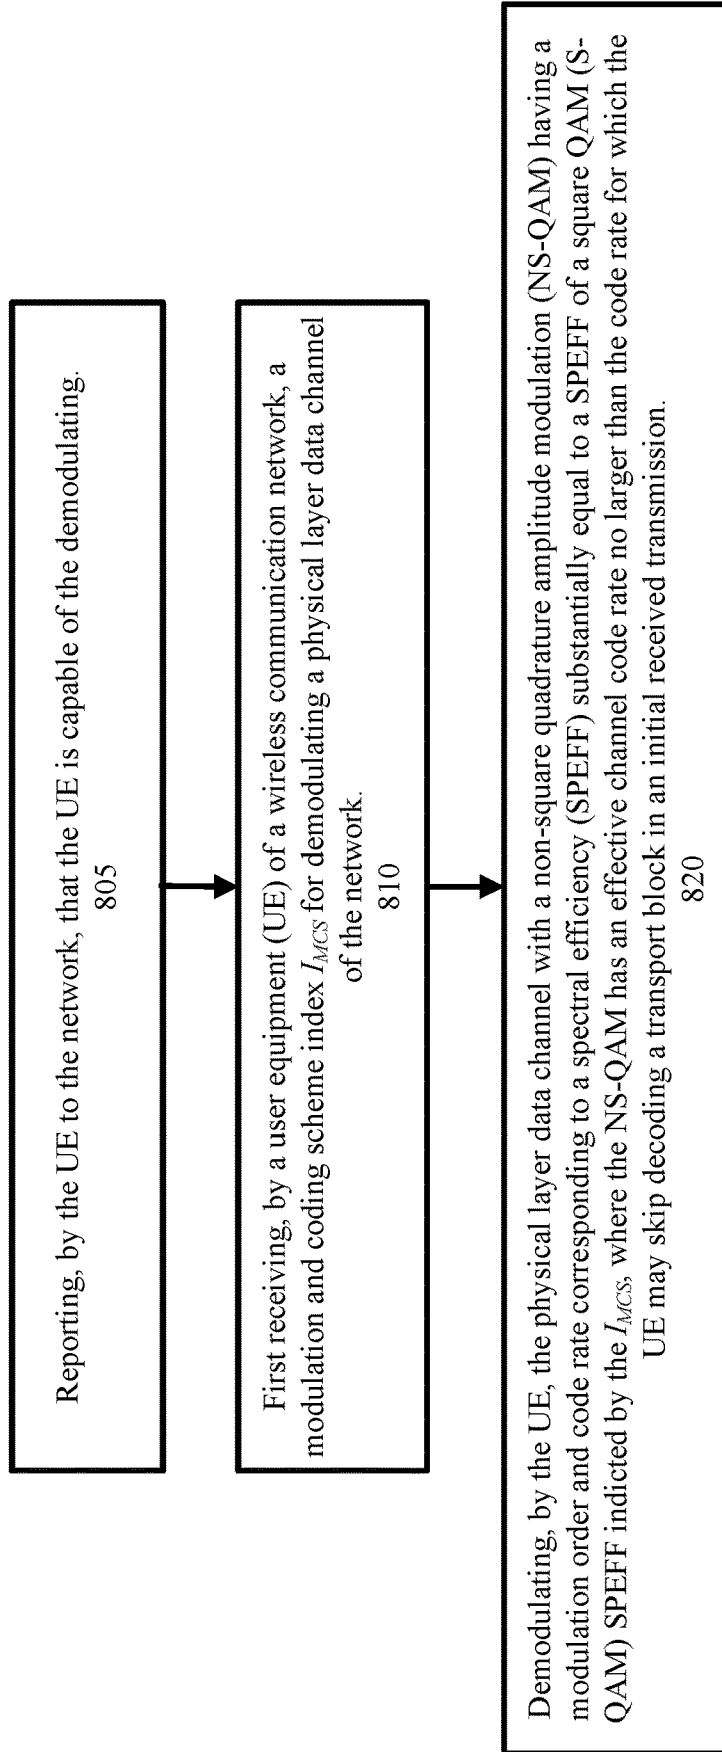 Reporting, by the UE to the network, that the UE is capable of the demodulating.
805
First receiving, by a user equipment (UE) of a wireless communication network, a
modulation and coding scheme index IMCS for demodulating a physical layer data channel
of the network.
810
Demodulating, by the UE, the physical layer data channel with a non-square quadrature amplitude modulation (NS-QAM) having a
modulation order and code rate corresponding to a spectral efficiency (SPEFF) substantially equal to a SPEFF of a square QAM (S-
QAM) SPEFF indicted by the IMCS, where the NS-QAM has an effective channel code rate no larger than the code rate for which the
UE may skip decoding a transport block in an initial received transmission.
820